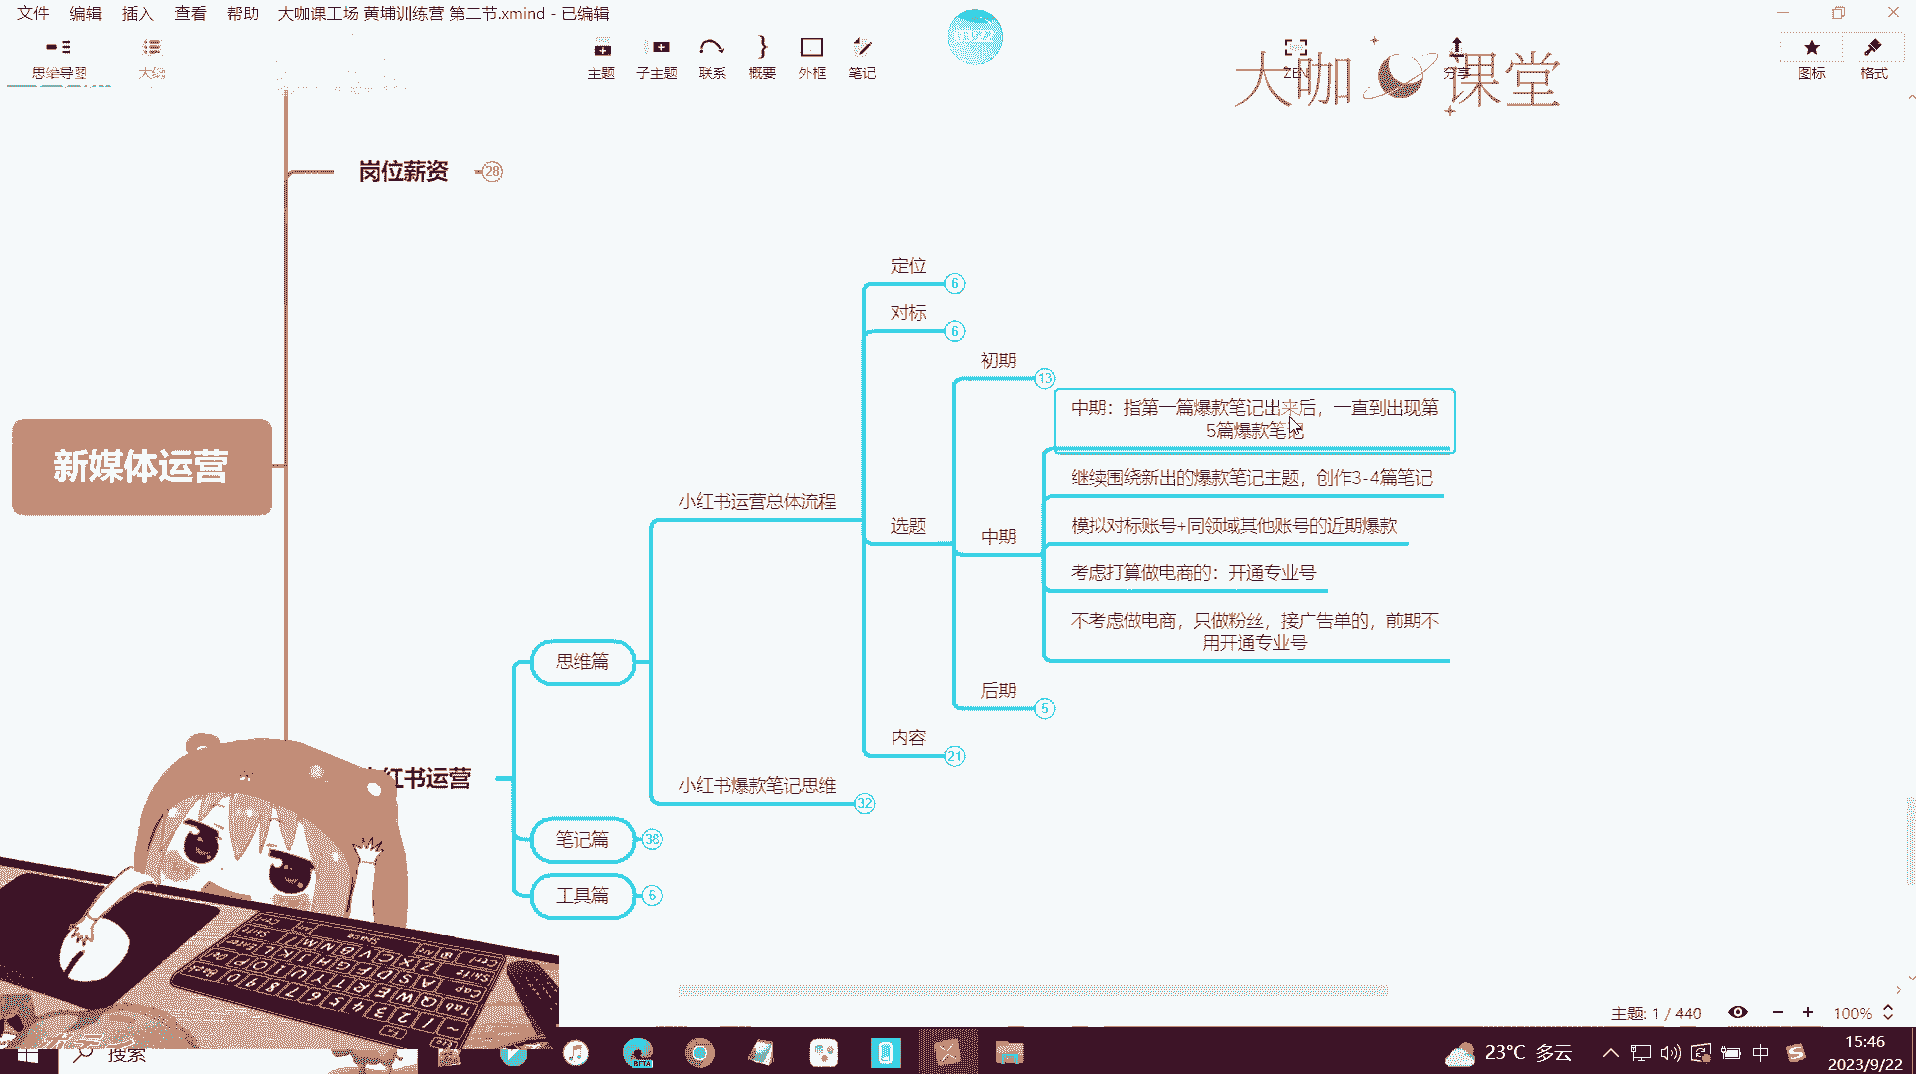 文件 编辑 插入 查看 帮助 大咖课工场 黄埔训练营 第二节.xmind - 已编辑
思维导图 大纲 主题 子主题 联系 概要 外框 笔记 ZEN 分享 图标 格式
大咖课堂
岗位薪资 28
定位 6
对标 6
初期 13
中期：指第一篇爆款笔记出来后，一直到出现第
5篇爆款笔记
继续围绕新出的爆款笔记主题，创作3-4篇笔记
新媒体运营
小红书运营总体流程
选题
中期
模拟对标账号+同领域其他账号的近期爆款
考虑打算做电商的：开通专业号
不考虑做电商，只做粉丝，接广告单的，前期不
用开通专业号
思维篇
后期 5
内容 21
红书运营
小红书爆款笔记思维 32
笔记篇 38
工具篇 6
主题: 1 / 440 100%
搜索
BETA
23°C 多云
中
15:46
2023/9/22